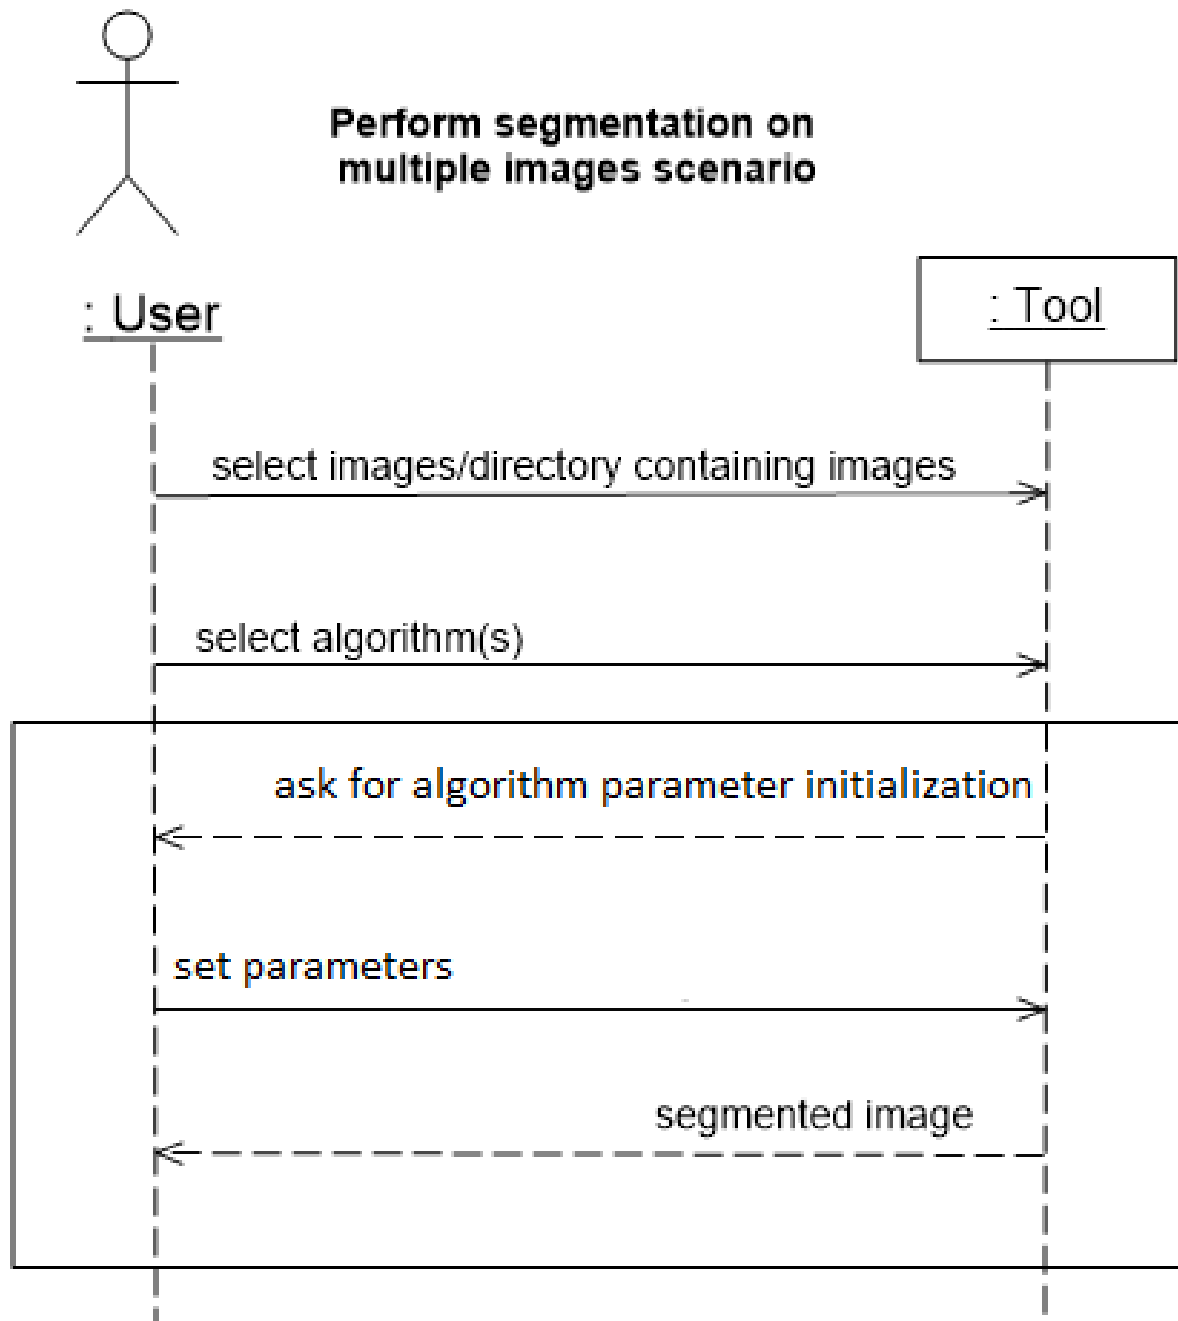 Perform segmentation on
multiple images scenario
: User
: Tool
select images/directory containing images
select algorithm(s)
ask for algorithm parameter initialization
set parameters
segmented image